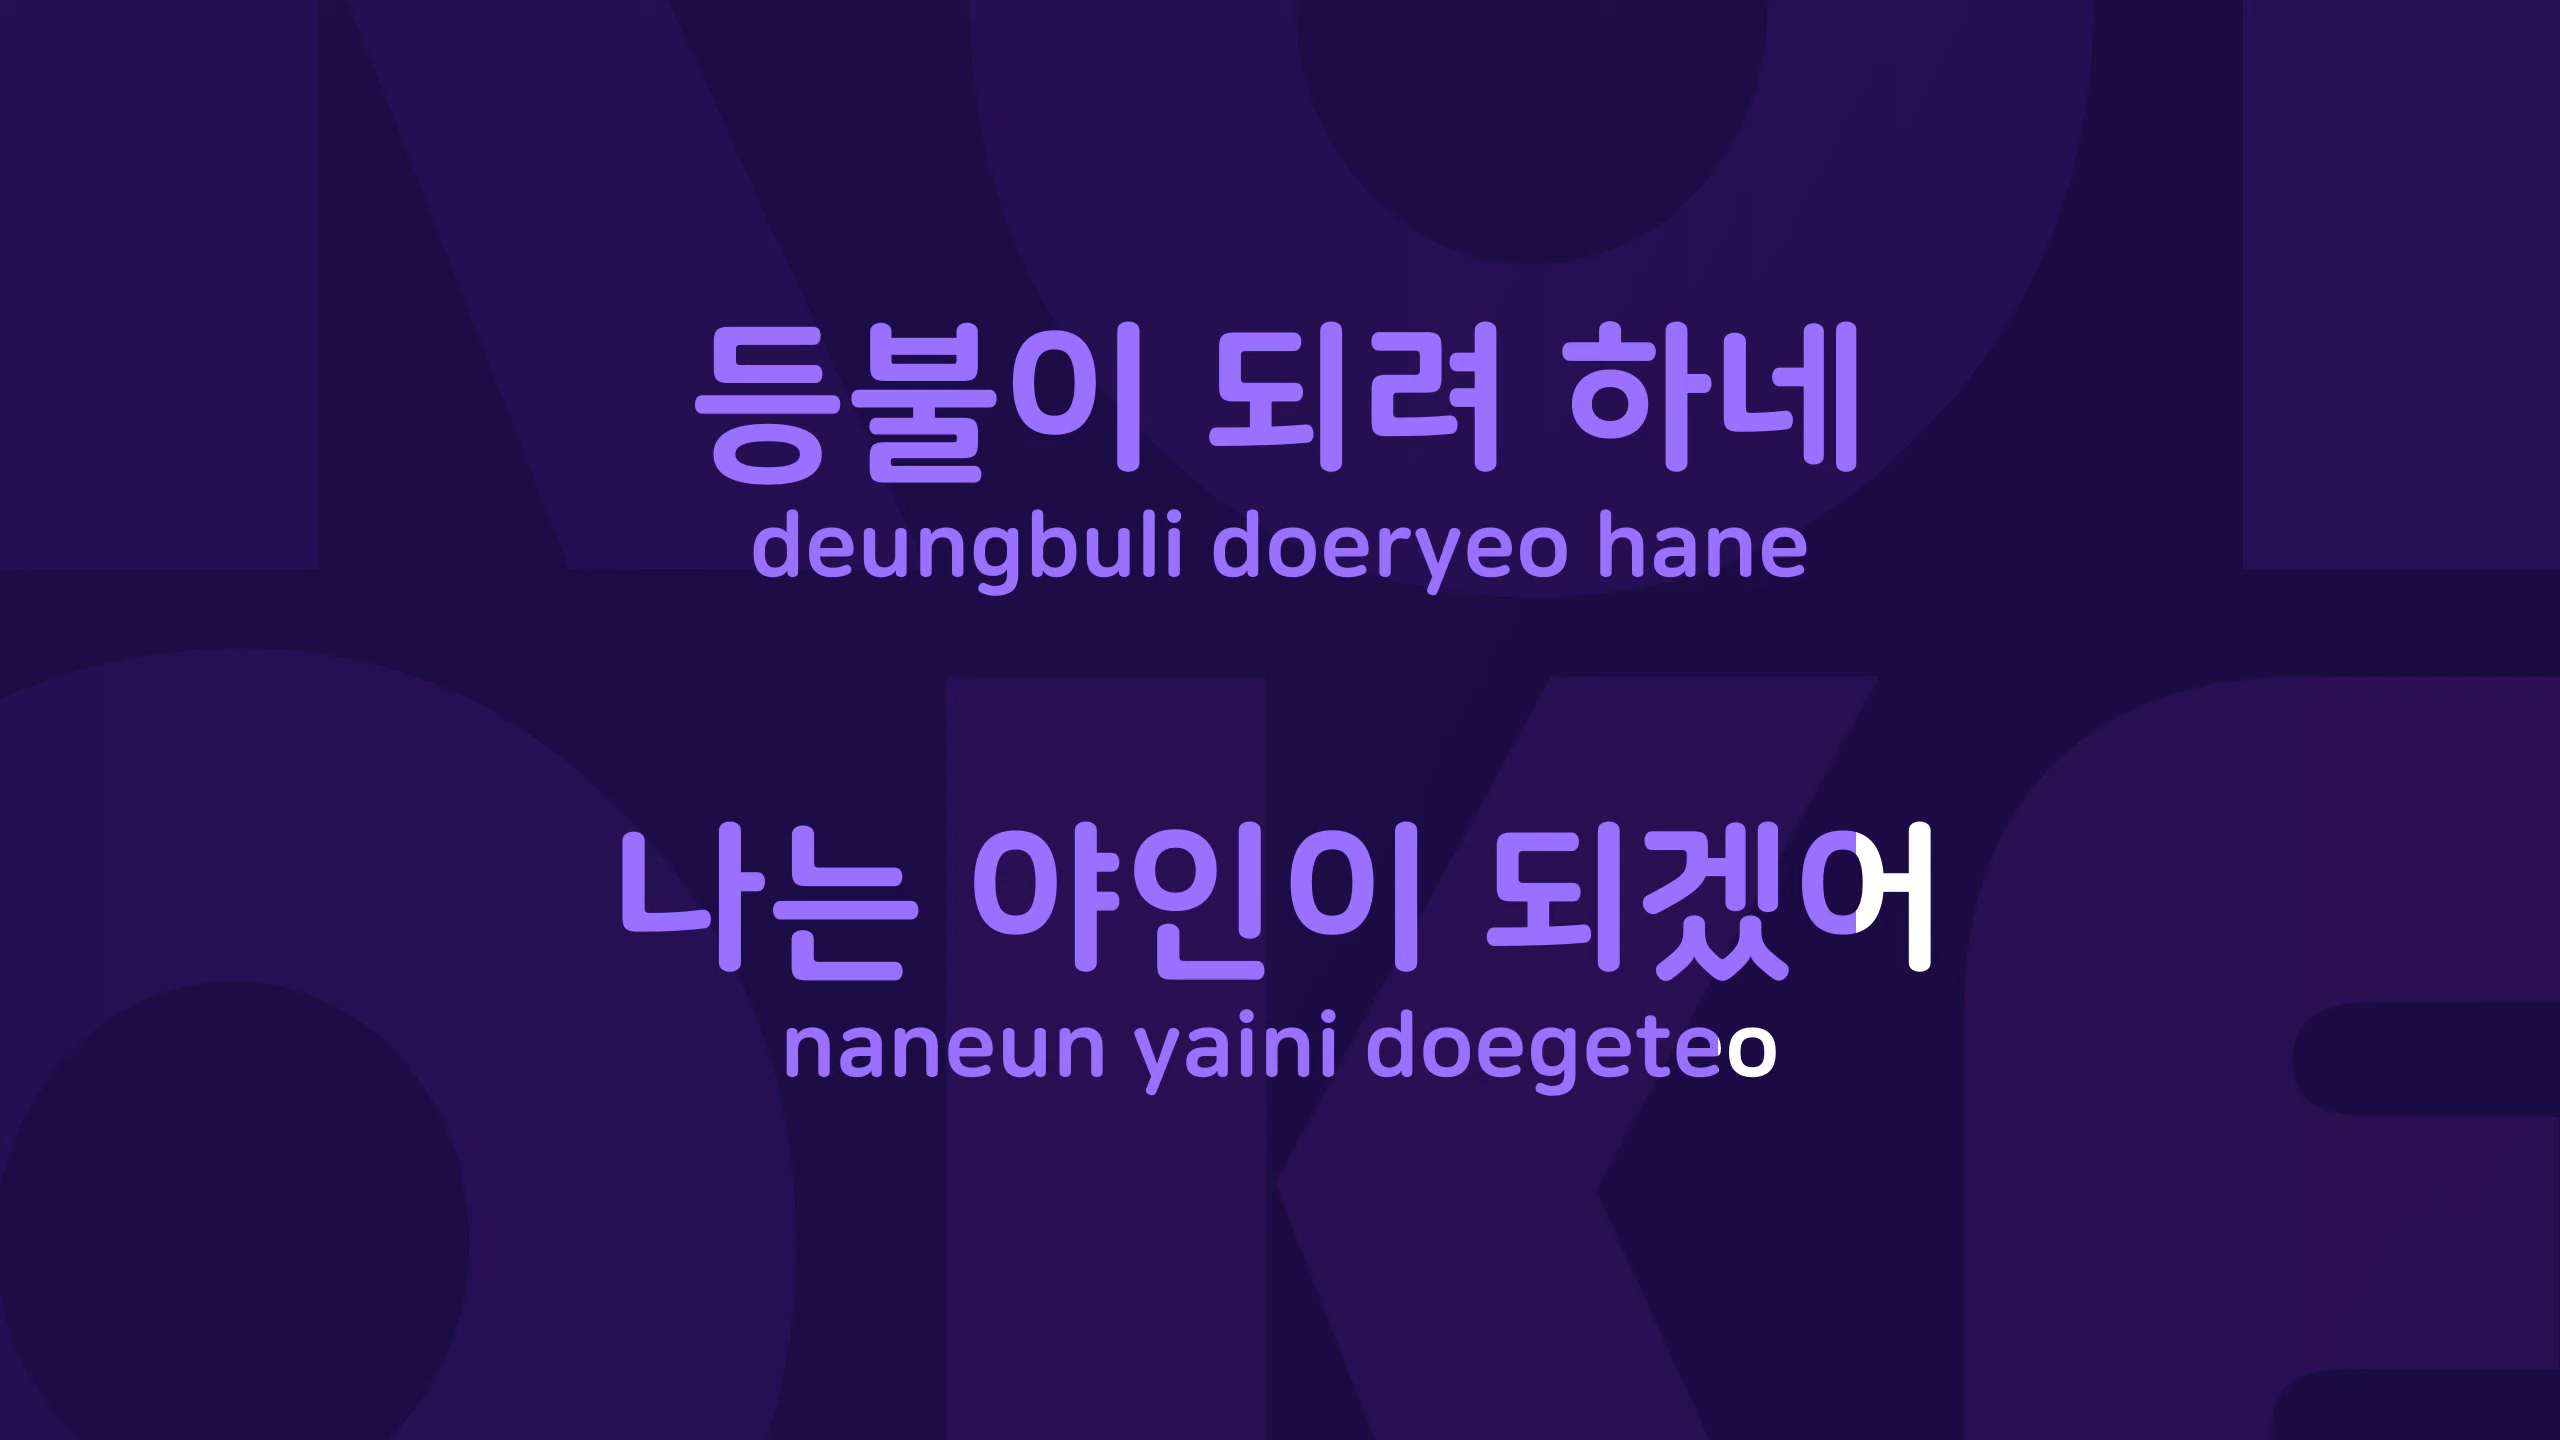 등불이 되려 하네
deungbuli doeryeo hane
나는 야인이 되겠어
naneun yaini doegeteo